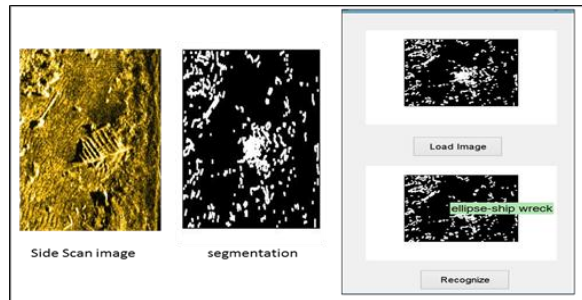 Side Scan image
segmentation
Load Image
ellipse-ship wreck
Recognize